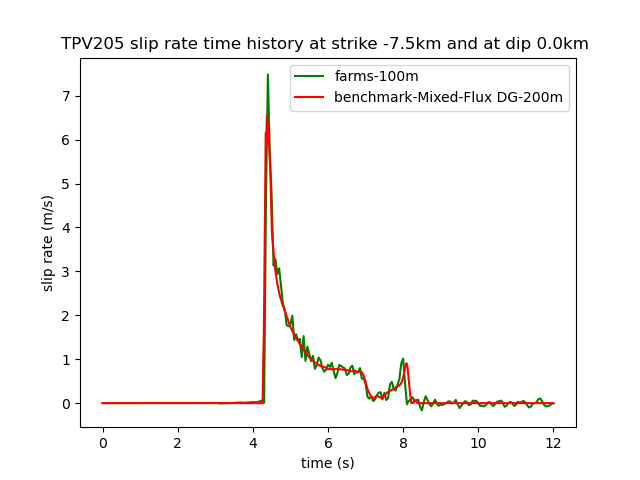 TPV205 slip rate time history at strike -7.5km and at dip 0.0km
farms-100m
benchmark-Mixed-Flux DG-200m
7
6
5
4
3
2
1
0
slip rate (m/s)
0 2 4 6 8 10 12
time (s)